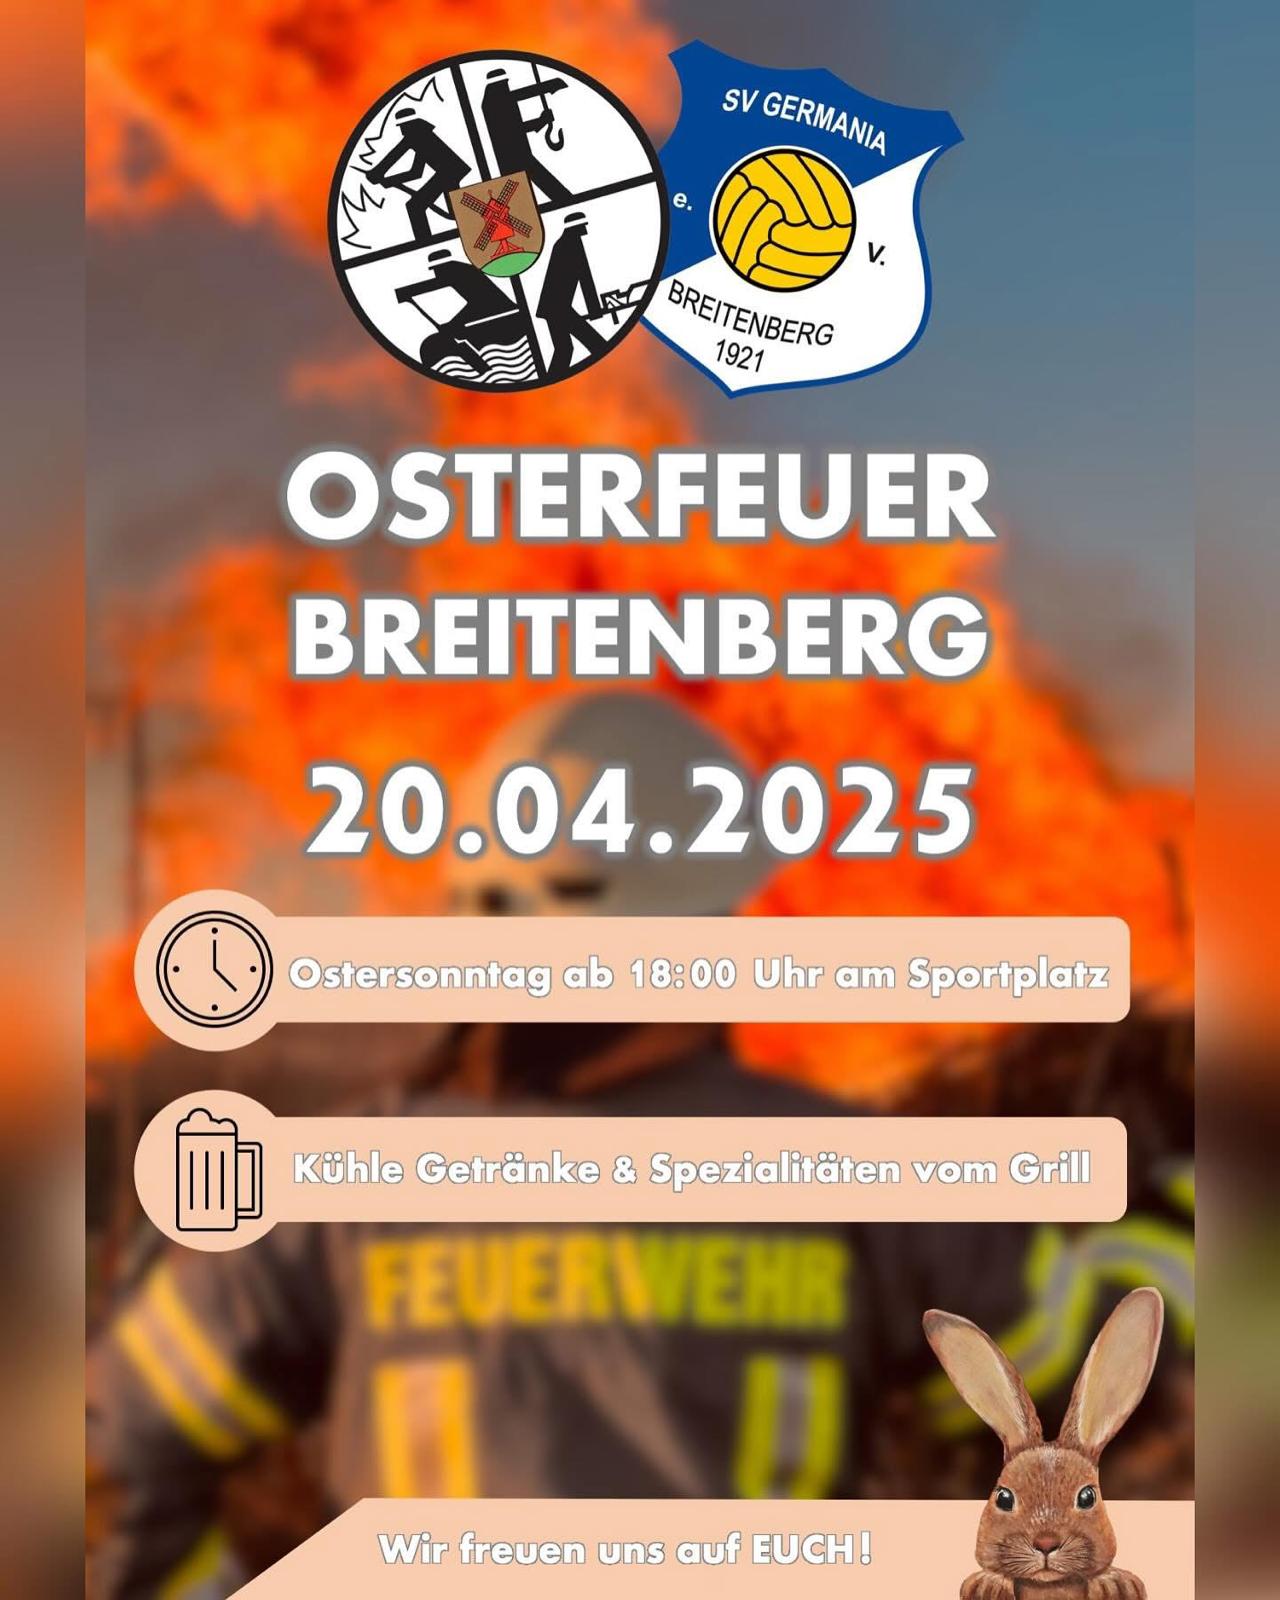 SV GERMANIA
e. V.
BREITENBERG
1921
OSTERFEUER
BREITENBERG
20.04.2025
Ostersonntag ab 18:00 Uhr am Sportplatz
Kühle Getränke & Spezialitäten vom Grill
FEUERWEHR
Wir freuen uns auf EUCH!